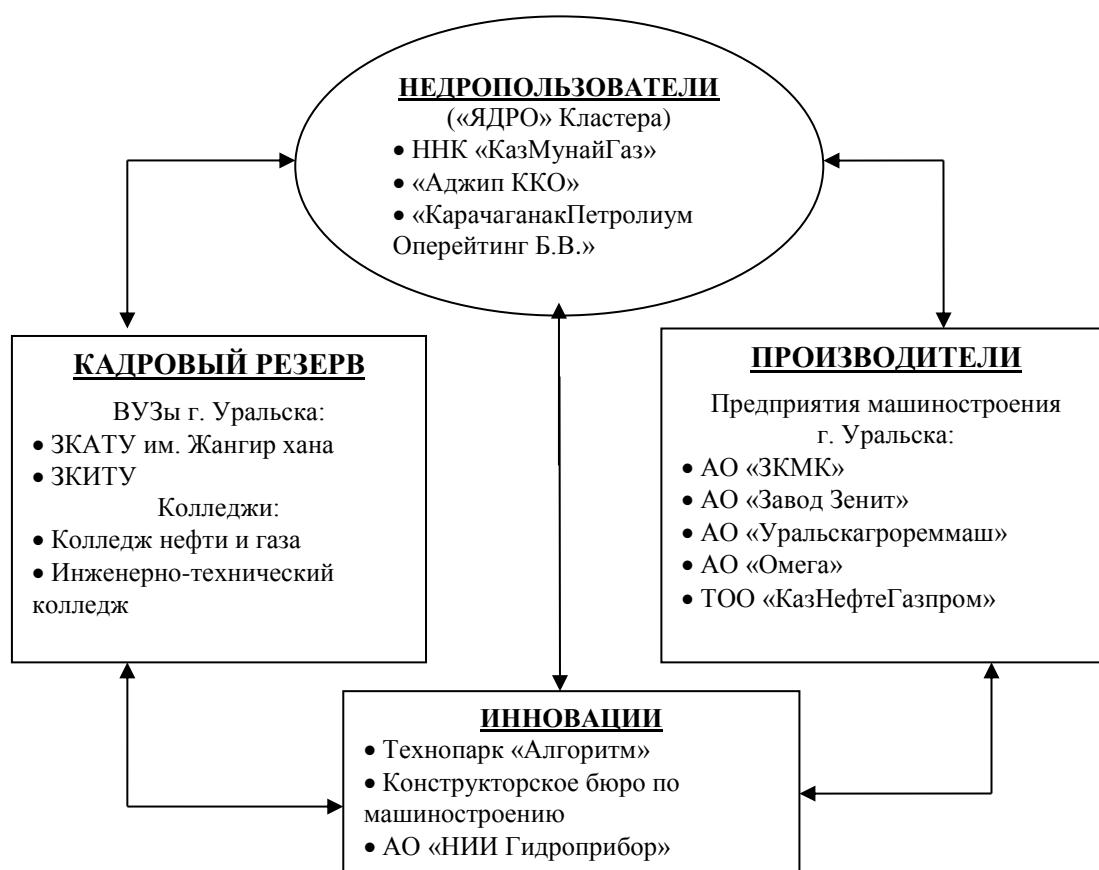 НЕДРОПОЛЬЗОВАТЕЛИ
(«ЯДРО» Кластера)
• ННК «КазМунайГаз»
• «Аджип ККО»
• «КарачаганакПетролиум
Оперейтинг Б.В.»
КАДРОВЫЙ РЕЗЕРВ
ВУЗы г. Уральска:
• ЗКАТУ им. Жангир хана
• ЗКИТУ
Колледжи:
• Колледж нефти и газа
• Инженерно-технический
колледж
ПРОИЗВОДИТЕЛИ
Предприятия машиностроения
г. Уральска:
• АО «ЗКМК»
• АО «Завод Зенит»
• АО «Уральскагрореммаш»
• АО «Омега»
• ТОО «КазНефтеГазпром»
ИННОВАЦИИ
• Технопарк «Алгоритм»
• Конструкторское бюро по
машиностроению
• АО «НИИ Гидроприбор»